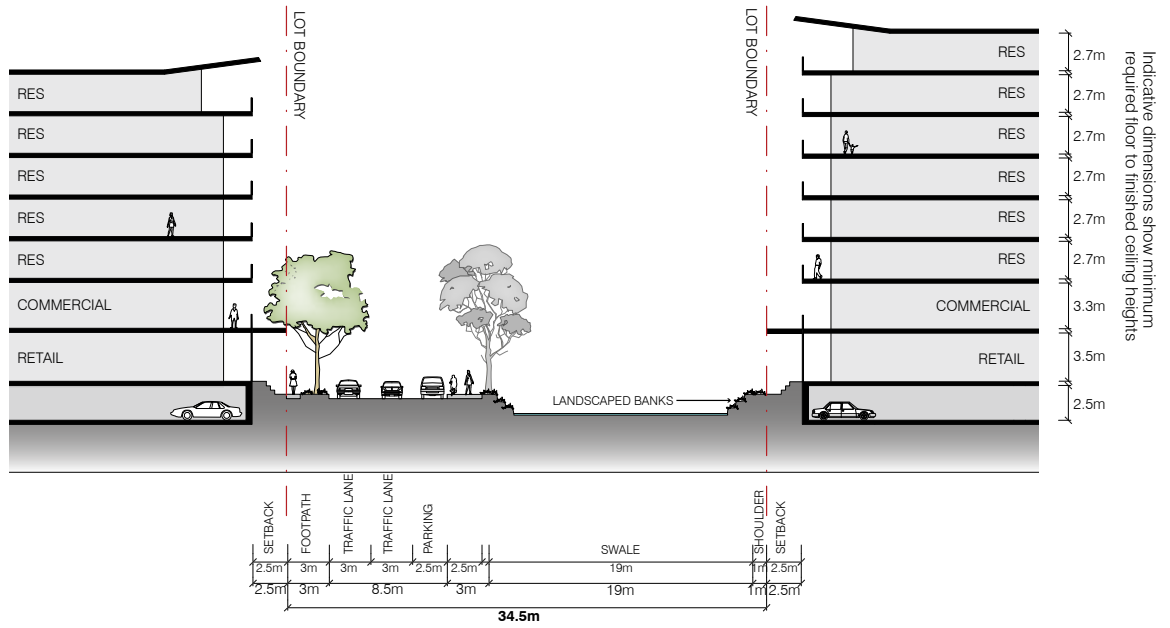 LOT BOUNDARY
LOT BOUNDARY
RES
RES
RES
RES
RES
COMMERCIAL
RETAIL
RES
RES
RES
RES
RES
RES
COMMERCIAL
RETAIL
2.7m
2.7m
2.7m
2.7m
2.7m
2.7m
3.3m
3.5m
2.5m
Indicative dimensions show minimum
required floor to finished ceiling heights
LANDSCAPED BANKS
SETBACK
FOOTPATH
TRAFFIC LANE
TRAFFIC LANE
PARKING
SWALE
SHOULDER
SETBACK
2.5m 3m 3m 3m 2.5m 2.5m 19m 1m 2.5m
2.5m 3m 8.5m 3m 19m 1m 2.5m
34.5m